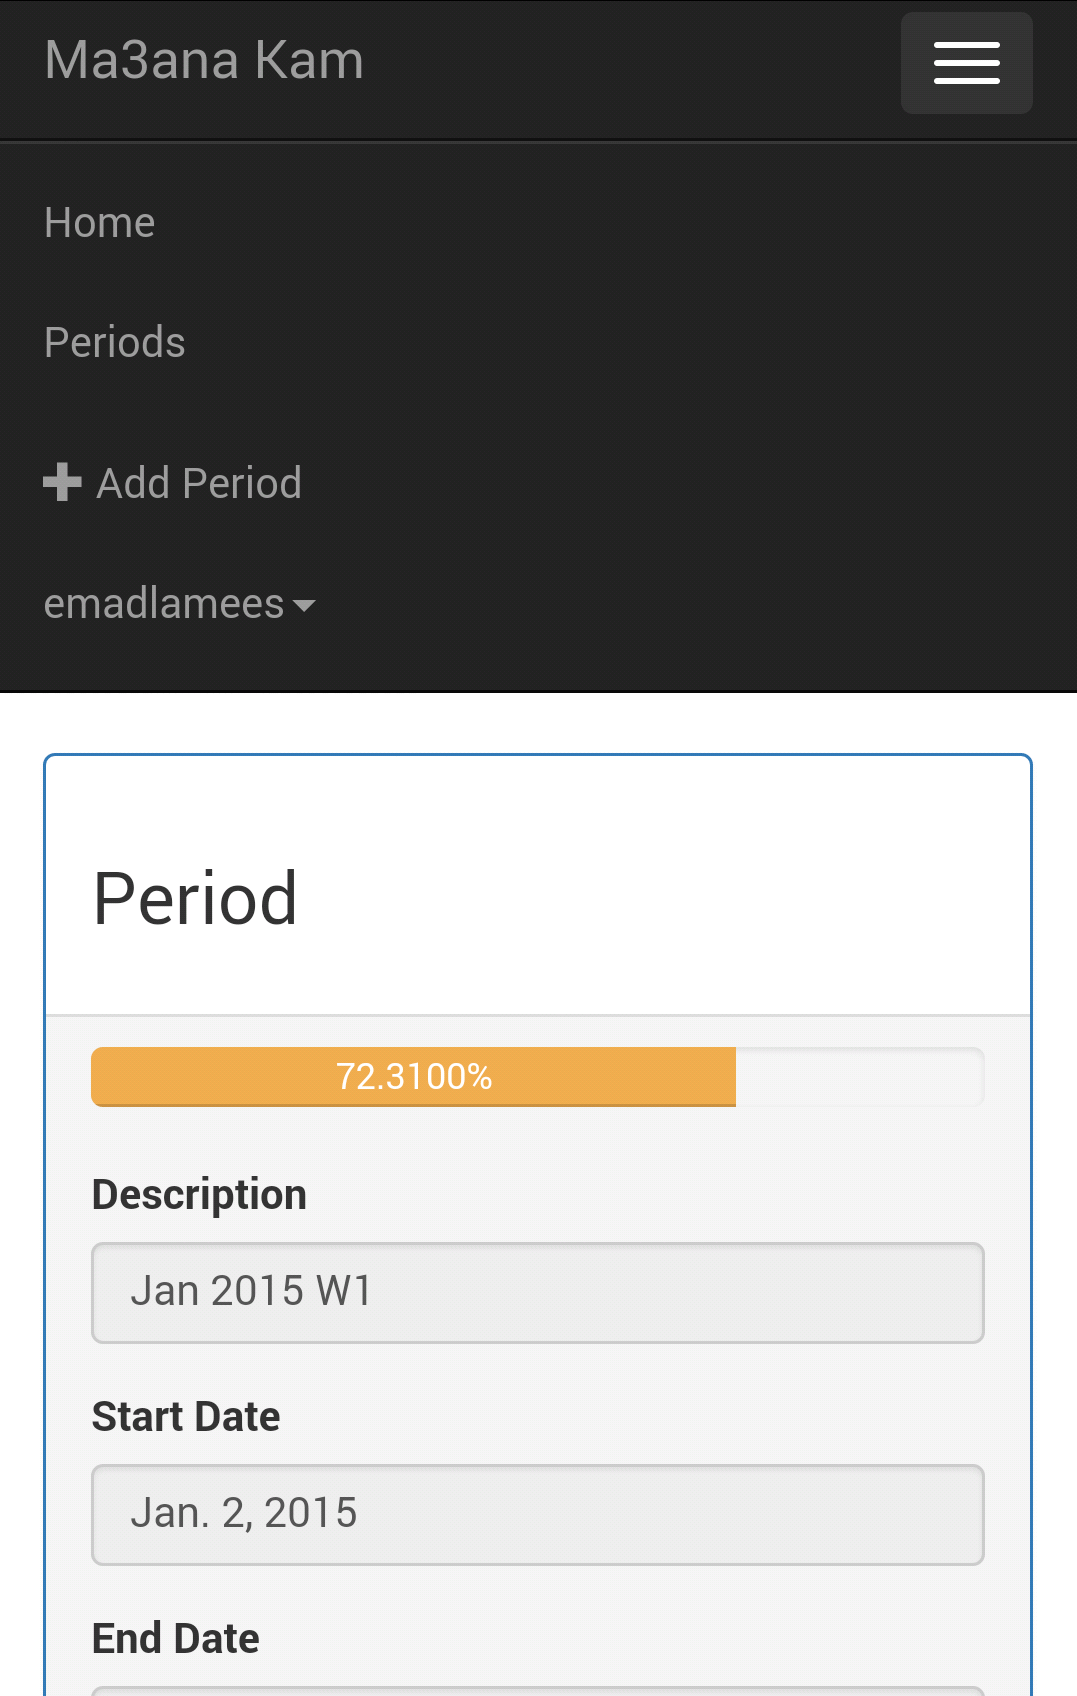 Ma3ana Kam
Home
Periods
Add Period
emadlamees
Period
72.3100%
Description
Jan 2015 W1
Start Date
Jan. 2, 2015
End Date